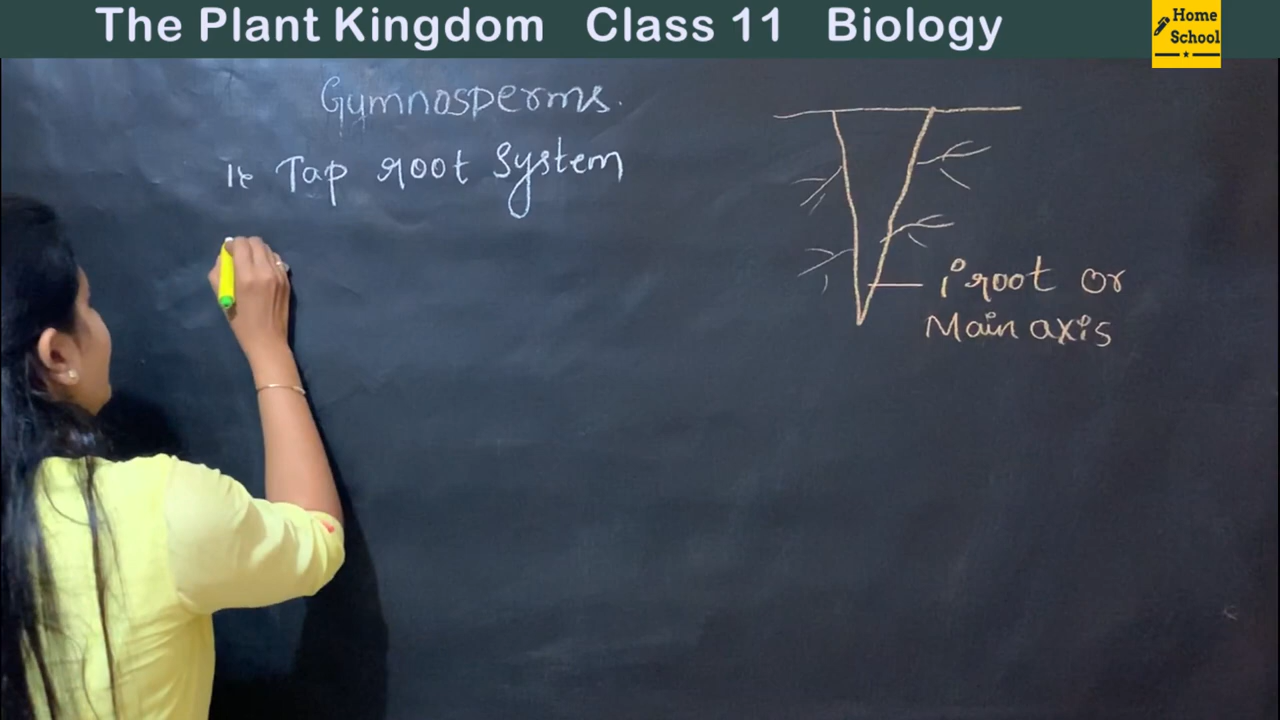 The Plant Kingdom Class 11 Biology
Home
School
Gymnosperms.
1. Tap root System
i° root or
Main axis